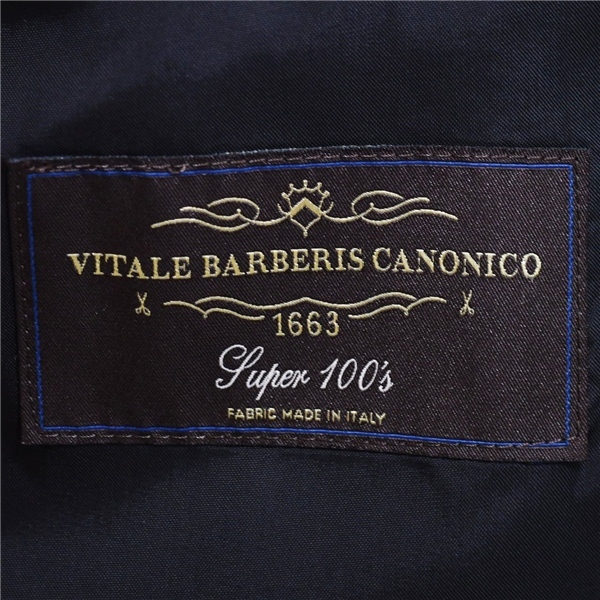 VITALE BARBERIS CANONICO
1663
Super 100's
FABRIC MADE IN ITALY